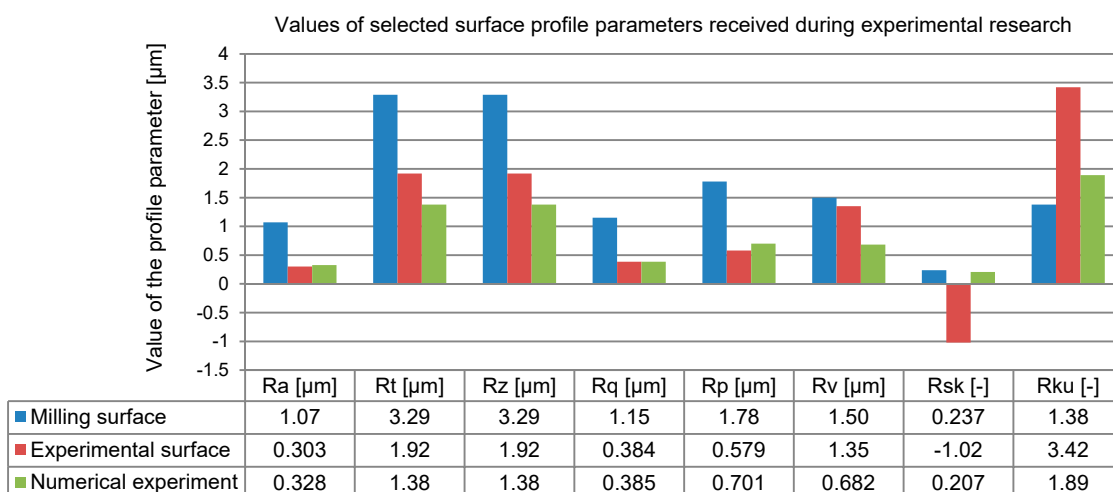 Values of selected surface profile parameters received during experimental research
Value of the profile parameter [µm]
4
3.5
3
2.5
2
1.5
1
0.5
0
-0.5
-1
-1.5
Ra [µm] Rt [µm] Rz [µm] Rq [µm] Rp [µm] Rv [µm] Rsk [-] Rku [-]
Milling surface 1.07 3.29 3.29 1.15 1.78 1.50 0.237 1.38
Experimental surface 0.303 1.92 1.92 0.384 0.579 1.35 -1.02 3.42
Numerical experiment 0.328 1.38 1.38 0.385 0.701 0.682 0.207 1.89